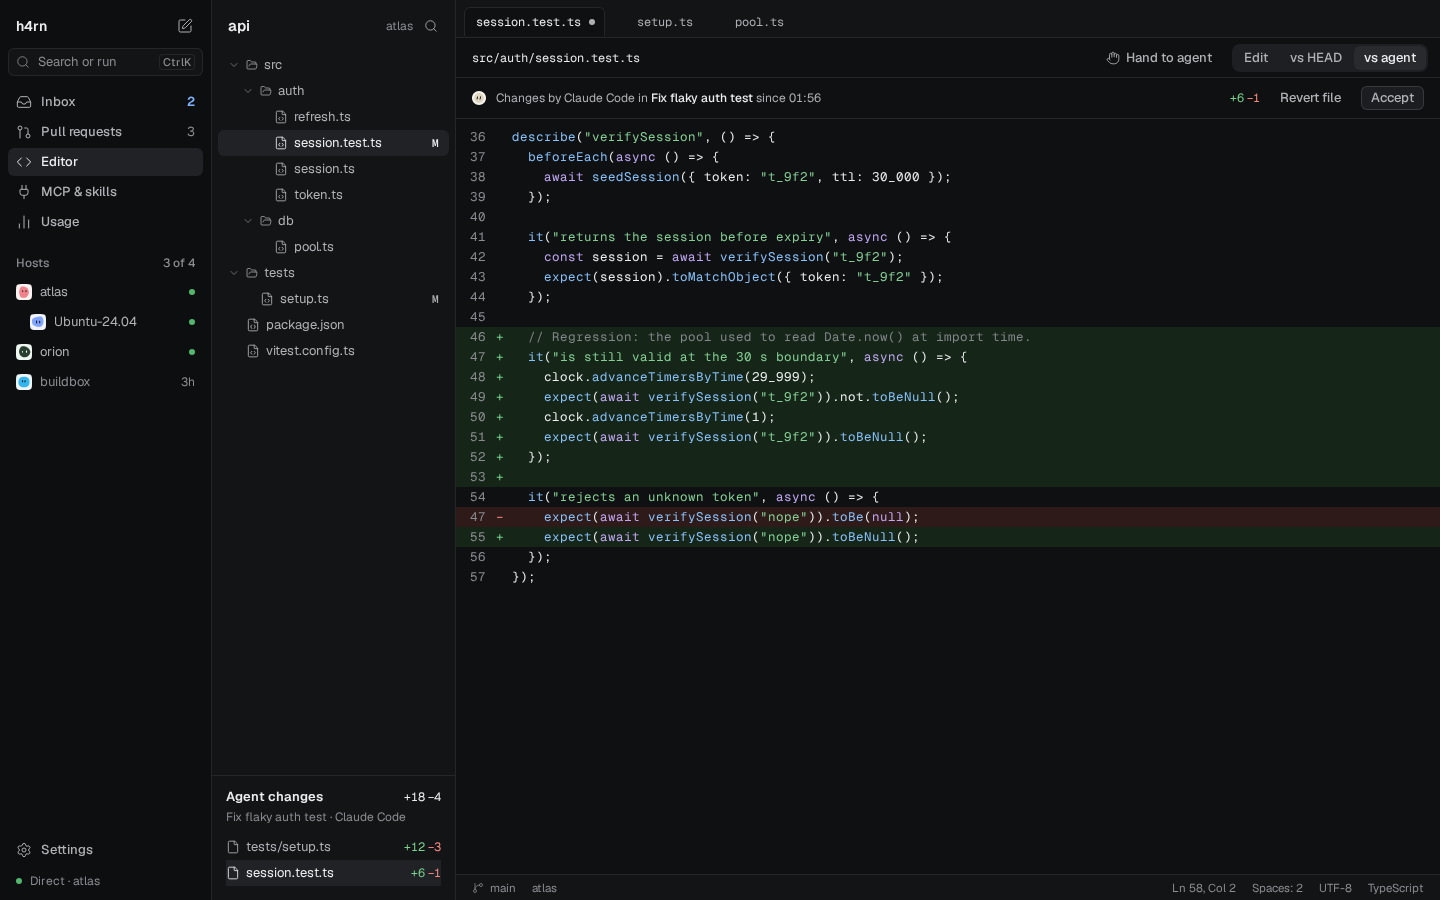 h4rn
Search or run CtrlK
Inbox 2
Pull requests 3
Editor
MCP & skills
Usage
Hosts 3 of 4
atlas
Ubuntu-24.04
orion
buildbox 3h
Settings
Direct · atlas
api atlas
src
auth
refresh.ts
session.test.ts M
session.ts
token.ts
db
pool.ts
tests
setup.ts M
package.json
vitest.config.ts
Agent changes +18 −4
Fix flaky auth test · Claude Code
tests/setup.ts +12 −3
session.test.ts +6 −1
session.test.ts setup.ts pool.ts
src/auth/session.test.ts Hand to agent Edit vs HEAD vs agent
Changes by Claude Code in Fix flaky auth test since 01:56 +6 −1 Revert file Accept
36 describe("verifySession", () => {
37 beforeEach(async () => {
38 await seedSession({ token: "t_9f2", ttl: 30_000 });
39 });
40
41 it("returns the session before expiry", async () => {
42 const session = await verifySession("t_9f2");
43 expect(session).toMatchObject({ token: "t_9f2" });
44 });
45
46 + // Regression: the pool used to read Date.now() at import time.
47 + it("is still valid at the 30 s boundary", async () => {
48 + clock.advanceTimersByTime(29_999);
49 + expect(await verifySession("t_9f2")).not.toBeNull();
50 + clock.advanceTimersByTime(1);
51 + expect(await verifySession("t_9f2")).toBeNull();
52 + });
53 +
54 it("rejects an unknown token", async () => {
47 − expect(await verifySession("nope")).toBe(null);
55 + expect(await verifySession("nope")).toBeNull();
56 });
57 });
main atlas Ln 58, Col 2 Spaces: 2 UTF-8 TypeScript